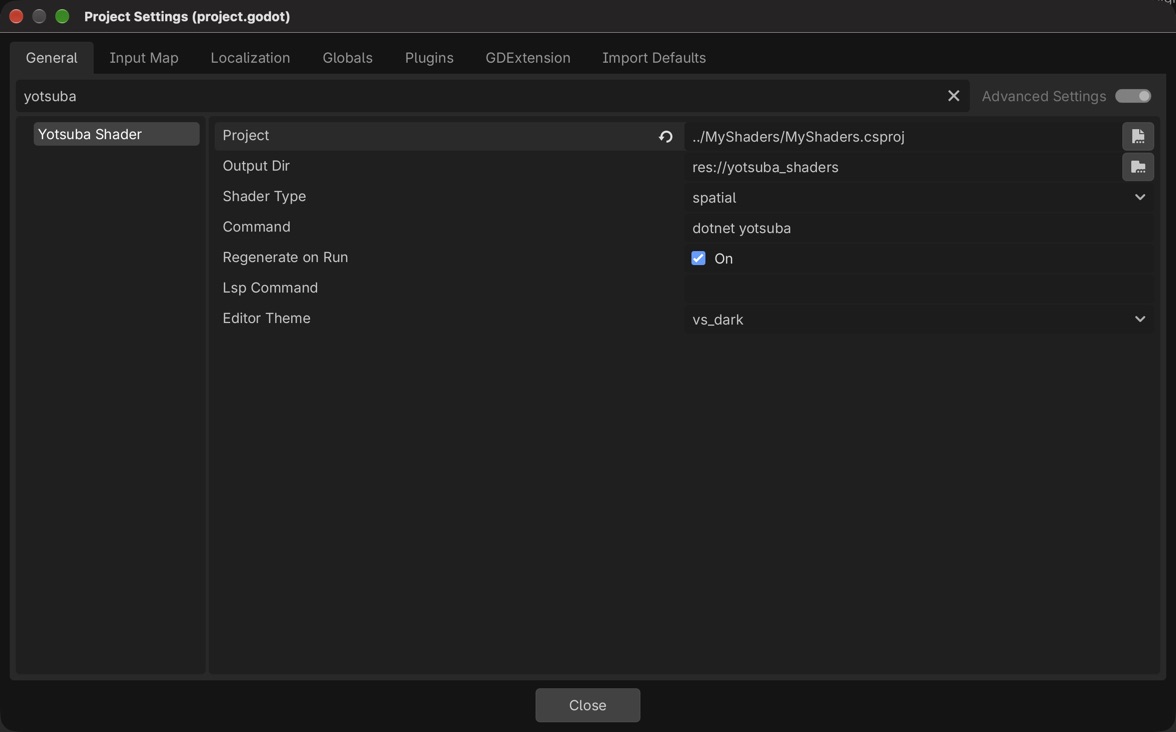 Project Settings (project.godot)
General Input Map Localization Globals Plugins GDExtension Import Defaults
yotsuba Advanced Settings
Yotsuba Shader
Project ../MyShaders/MyShaders.csproj
Output Dir res://yotsuba_shaders
Shader Type spatial
Command dotnet yotsuba
Regenerate on Run On
Lsp Command
Editor Theme vs_dark
Close